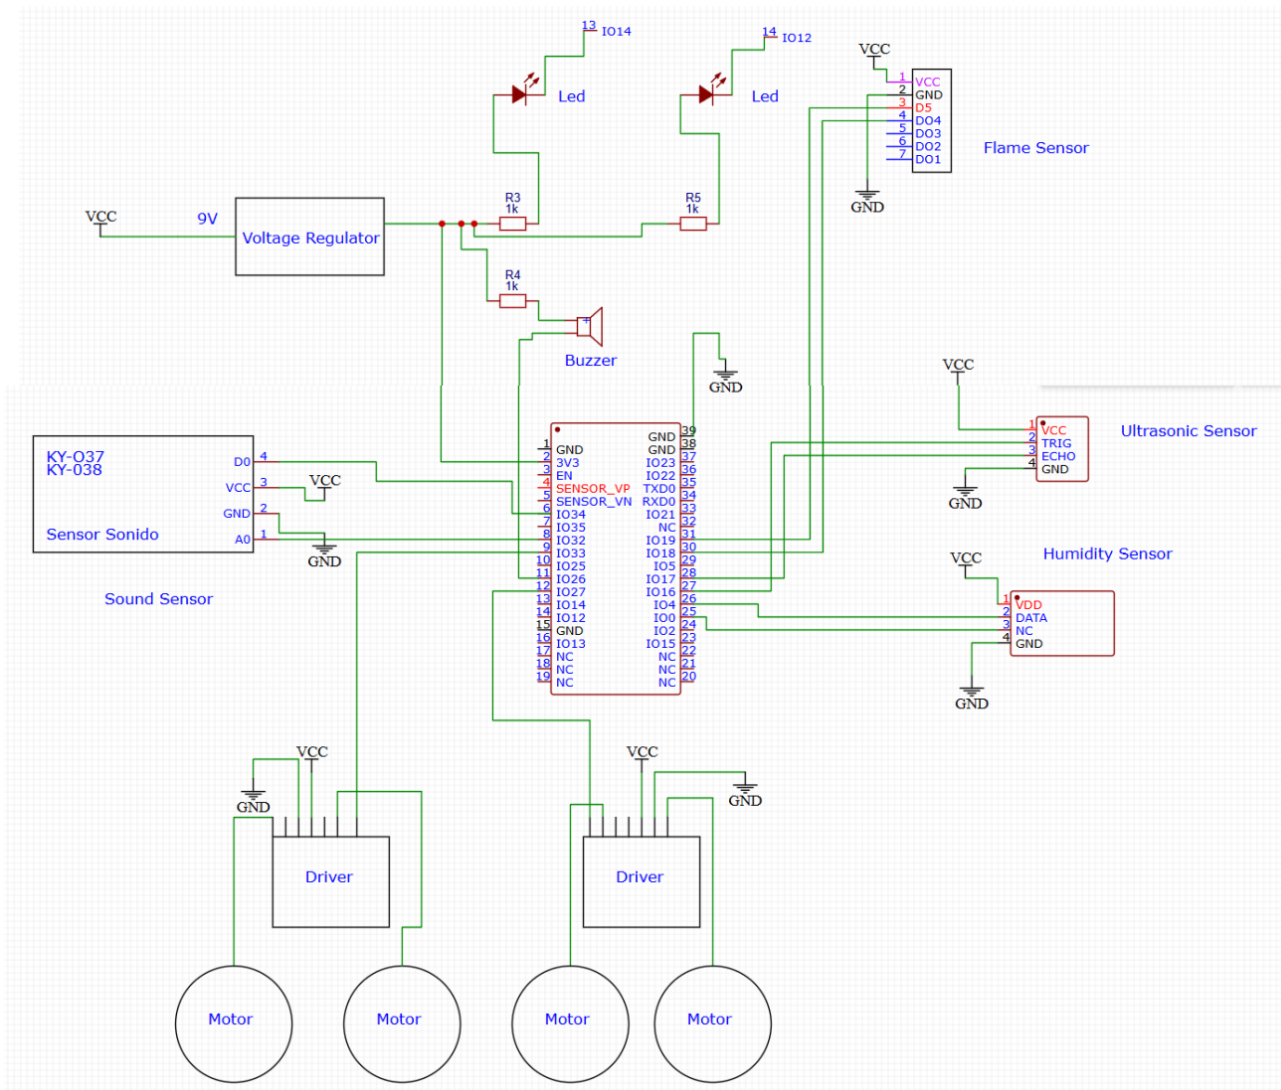 13 IO14
14 IO12
Led
Led
VCC
1 VCC
2 GND
3 D5
4 DO4
5 DO3
6 DO2
7 DO1
Flame Sensor
GND
VCC
9V
Voltage Regulator
R3
1k
R5
1k
R4
1k
+
Buzzer
GND
VCC
1 VCC
2 TRIG
3 ECHO
4 GND
Ultrasonic Sensor
GND
KY-O37
KY-038
Sensor Sonido
D0 4
VCC 3
GND 2
A0 1
VCC
GND
Sound Sensor
1 GND
2 3V3
3 EN
4 SENSOR_VP
5 SENSOR_VN
6 IO34
7 IO35
8 IO32
9 IO33
10 IO25
11 IO26
12 IO27
13 IO14
14 IO12
15 GND
16 IO13
17 NC
18 NC
19 NC
GND 39
GND 38
IO23 37
IO22 36
TXD0 35
RXD0 34
IO21 33
NC 32
IO19 31
IO18 30
IO5 29
IO17 28
IO16 27
IO4 26
IO0 25
IO2 24
IO15 23
NC 22
NC 21
NC 20
Humidity Sensor
VCC
1 VDD
2 DATA
3 NC
4 GND
GND
VCC
GND
Driver
VCC
GND
Driver
Motor
Motor
Motor
Motor